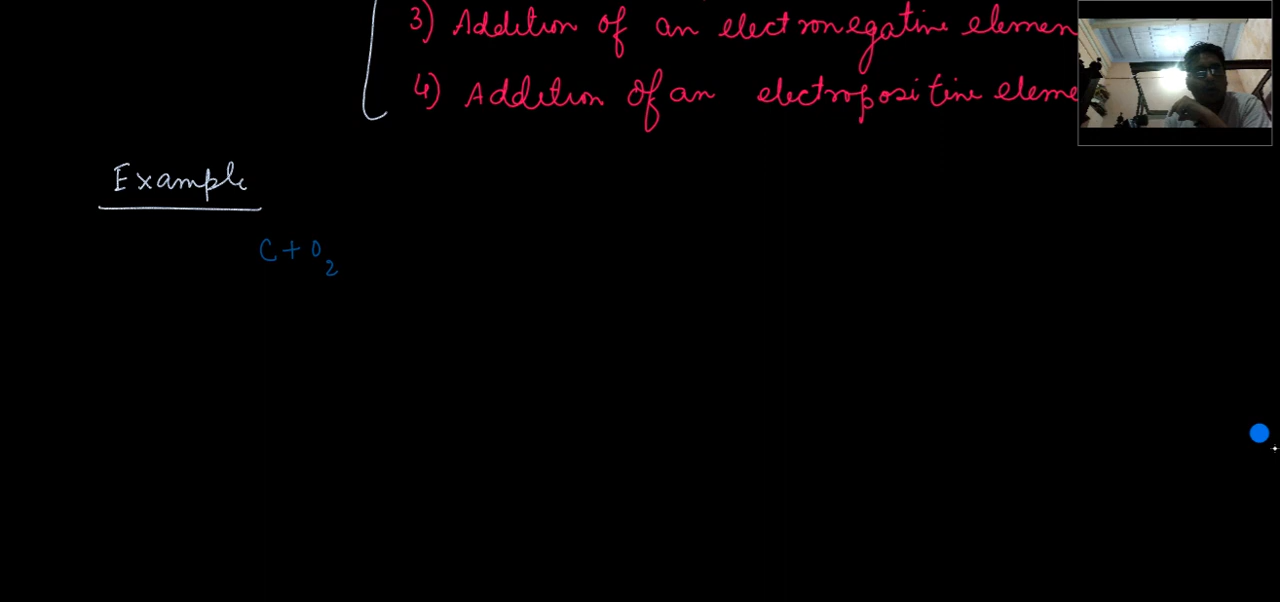 3) Addition of an electronegative elemen
4) Addition of an electropositive eleme
Example
C + O2